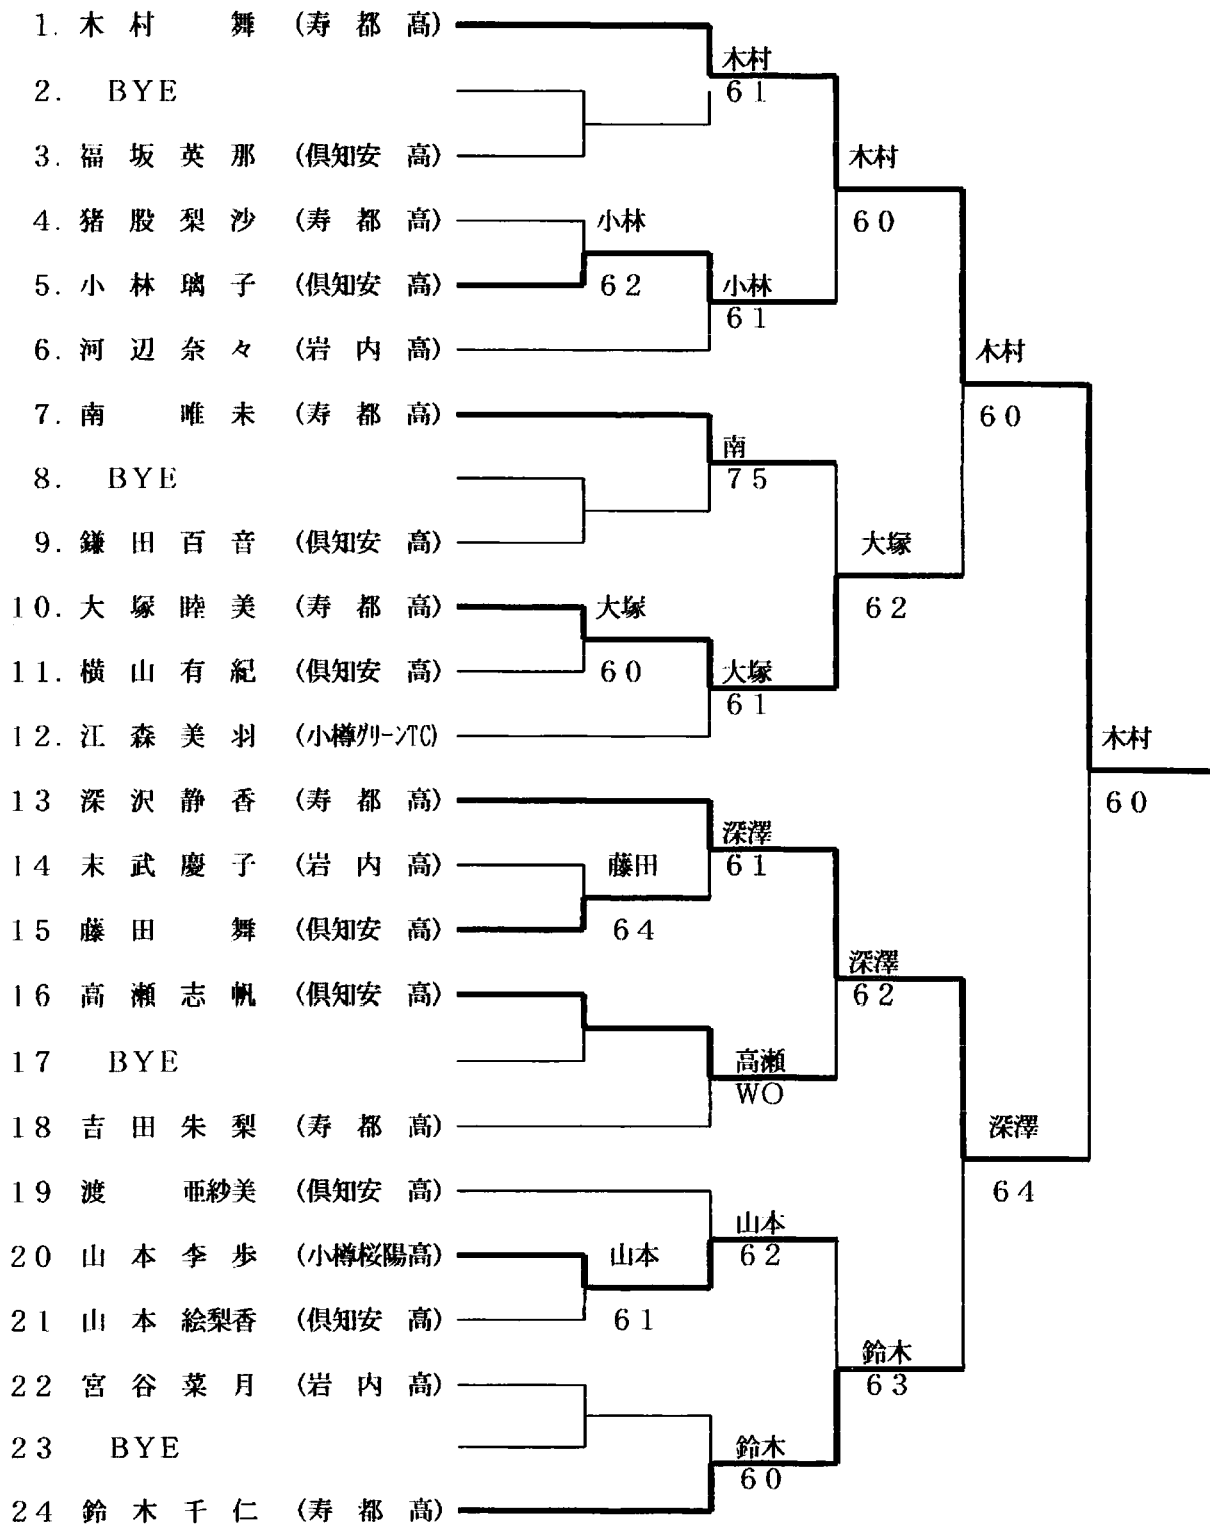 1. 木村 舞 (寿都高)
木村
2. BYE
61
3. 福坂英那 (倶知安高)
木村
4. 猪股梨沙 (寿都高)
小林
60
5. 小林璃子 (倶知安高)
62
小林
61
6. 河辺奈々 (岩内高)
木村
7. 南 唯未 (寿都高)
60
南
8. BYE
75
9. 鎌田百音 (倶知安高)
大塚
10. 大塚睦美 (寿都高)
大塚
62
11. 横山有紀 (倶知安高)
60
大塚
61
12. 江森美羽 (小樽グリーンTC)
木村
13 深沢静香 (寿都高)
60
深澤
14 末武慶子 (岩内高)
藤田
61
15 藤田 舞 (倶知安高)
64
深澤
16 高瀬志帆 (倶知安高)
62
17 BYE
高瀬
WO
18 吉田朱梨 (寿都高)
深澤
19 渡 亜紗美 (倶知安高)
64
山本
20 山本李歩 (小樽桜陽高)
山本
62
21 山本絵梨香 (倶知安高)
61
鈴木
22 宮谷菜月 (岩内高)
63
23 BYE
鈴木
60
24 鈴木千仁 (寿都高)